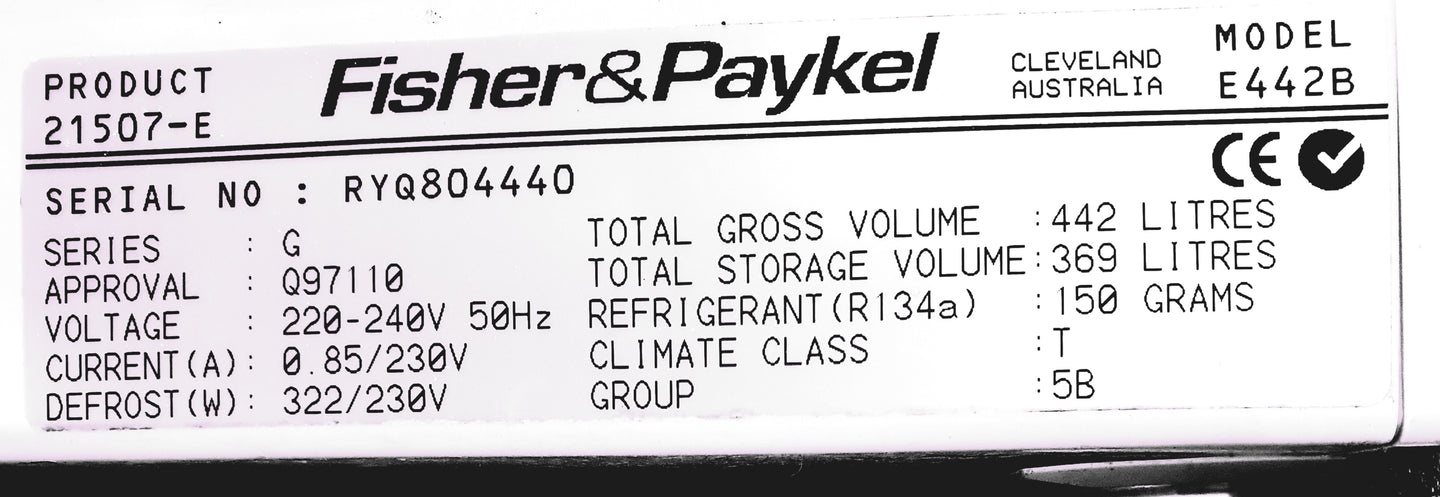 PRODUCT
21507-E
Fisher&Paykel
CLEVELAND
AUSTRALIA
MODEL
E442B
CE
SERIAL NO : RYQ804440
SERIES : G
APPROVAL : Q97110
VOLTAGE : 220-240V 50Hz
CURRENT(A): 0.85/230V
DEFROST(W): 322/230V
TOTAL GROSS VOLUME :442 LITRES
TOTAL STORAGE VOLUME:369 LITRES
REFRIGERANT(R134a) :150 GRAMS
CLIMATE CLASS :T
GROUP :5B